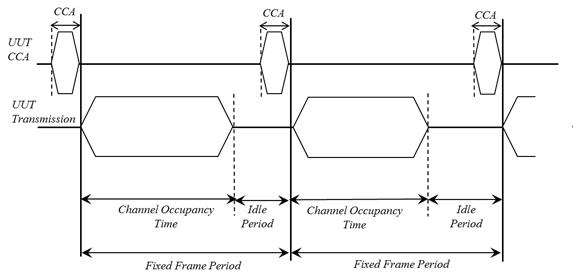 CCA
CCA
CCA
UUT
CCA
UUT
Transmission
Channel Occupancy
Time
Idle
Period
Channel Occupancy
Time
Idle
Period
Fixed Frame Period
Fixed Frame Period